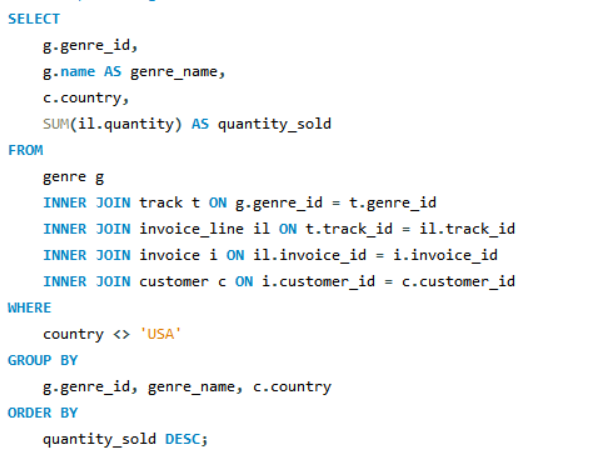 SELECT
g.genre_id,
g.name AS genre_name,
c.country,
SUM(il.quantity) AS quantity_sold
FROM
genre g
INNER JOIN track t ON g.genre_id = t.genre_id
INNER JOIN invoice_line il ON t.track_id = il.track_id
INNER JOIN invoice i ON il.invoice_id = i.invoice_id
INNER JOIN customer c ON i.customer_id = c.customer_id
WHERE
country <> 'USA'
GROUP BY
g.genre_id, genre_name, c.country
ORDER BY
quantity_sold DESC;